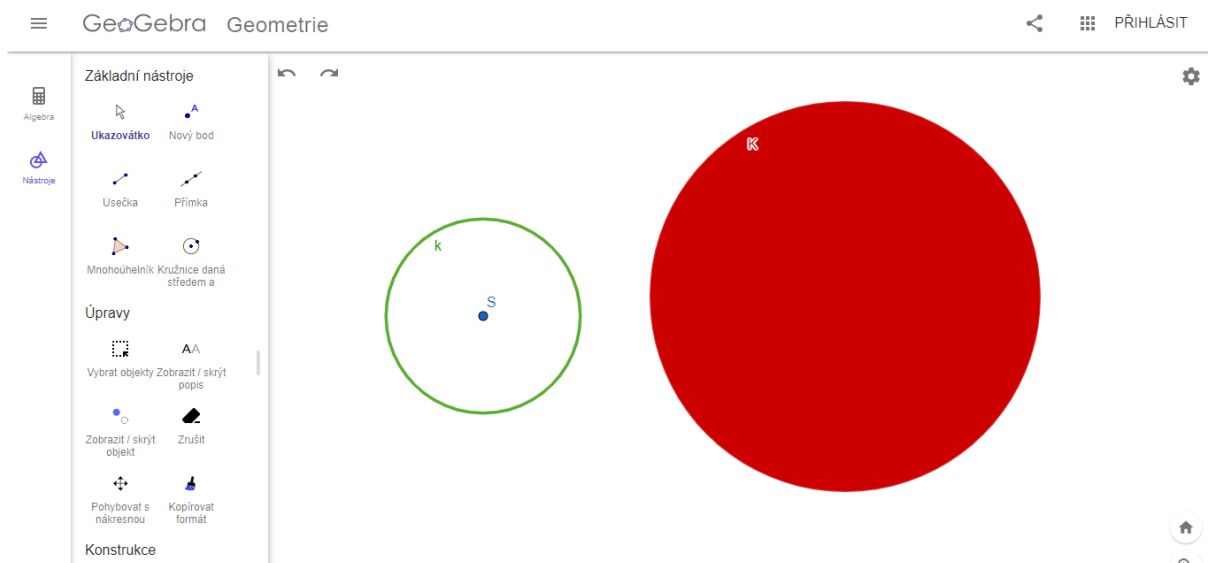 GeoGebra Geometrie
PŘIHLÁSIT
Algebra
Nástroje
Základní nástroje
Ukazovátko
Nový bod
A
Úsečka
Přímka
Mnohoúhelník
Kružnice daná
středem a
Úpravy
Vybrat objekty
AA
Zobrazit / skrýt
popis
Zobrazit / skrýt
objekt
Zrušit
Pohybovat s
nákresnou
Kopírovat
formát
Konstrukce
k
S
K